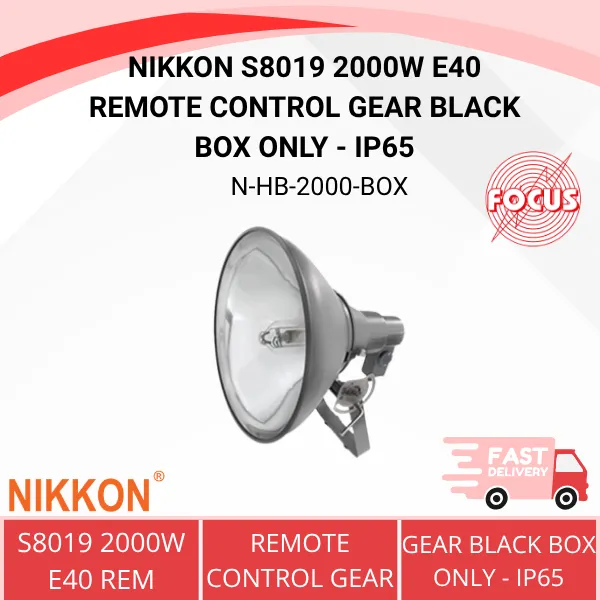 NIKKON S8019 2000W E40
REMOTE CONTROL GEAR BLACK
BOX ONLY - IP65
N-HB-2000-BOX
FOCUS
FAST
DELIVERY
NIKKON®
S8019 2000W
E40 REM
REMOTE
CONTROL GEAR
GEAR BLACK BOX
ONLY - IP65